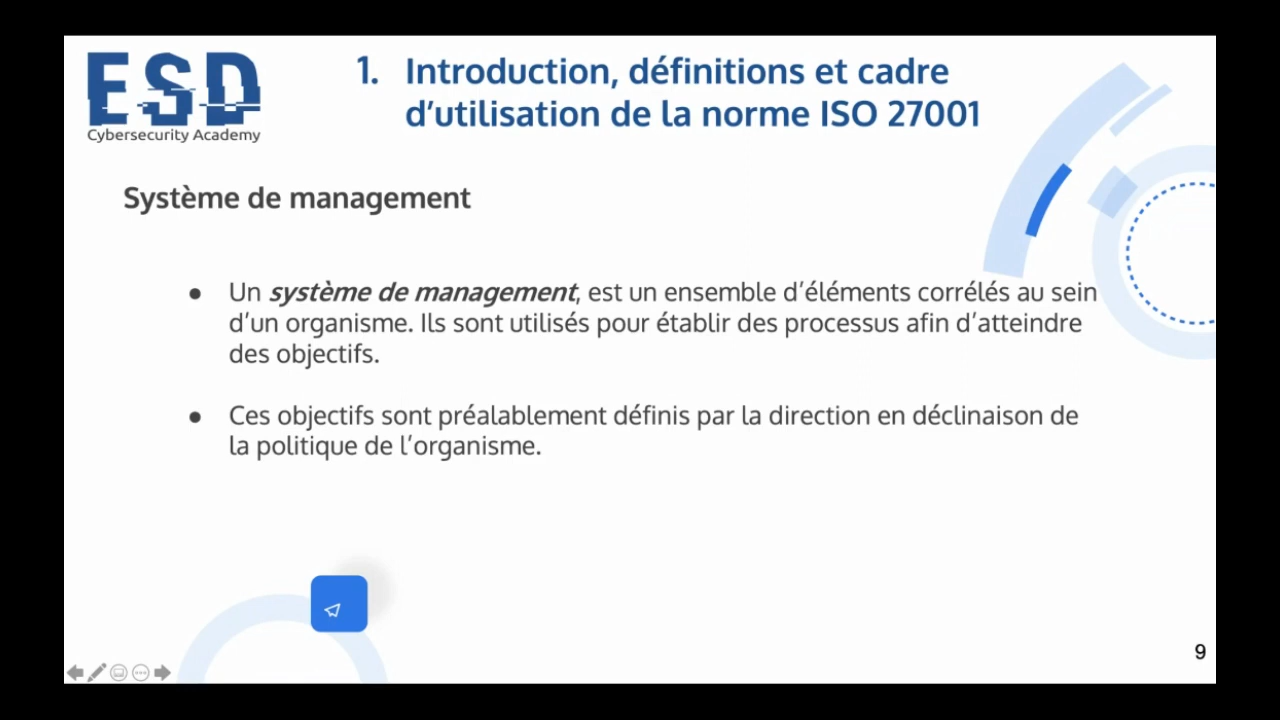 ESD
Cybersecurity Academy
1. Introduction, définitions et cadre
d’utilisation de la norme ISO 27001
Système de management
● Un système de management, est un ensemble d’éléments corrélés au sein
d’un organisme. Ils sont utilisés pour établir des processus afin d’atteindre
des objectifs.
● Ces objectifs sont préalablement définis par la direction en déclinaison de
la politique de l’organisme.
9